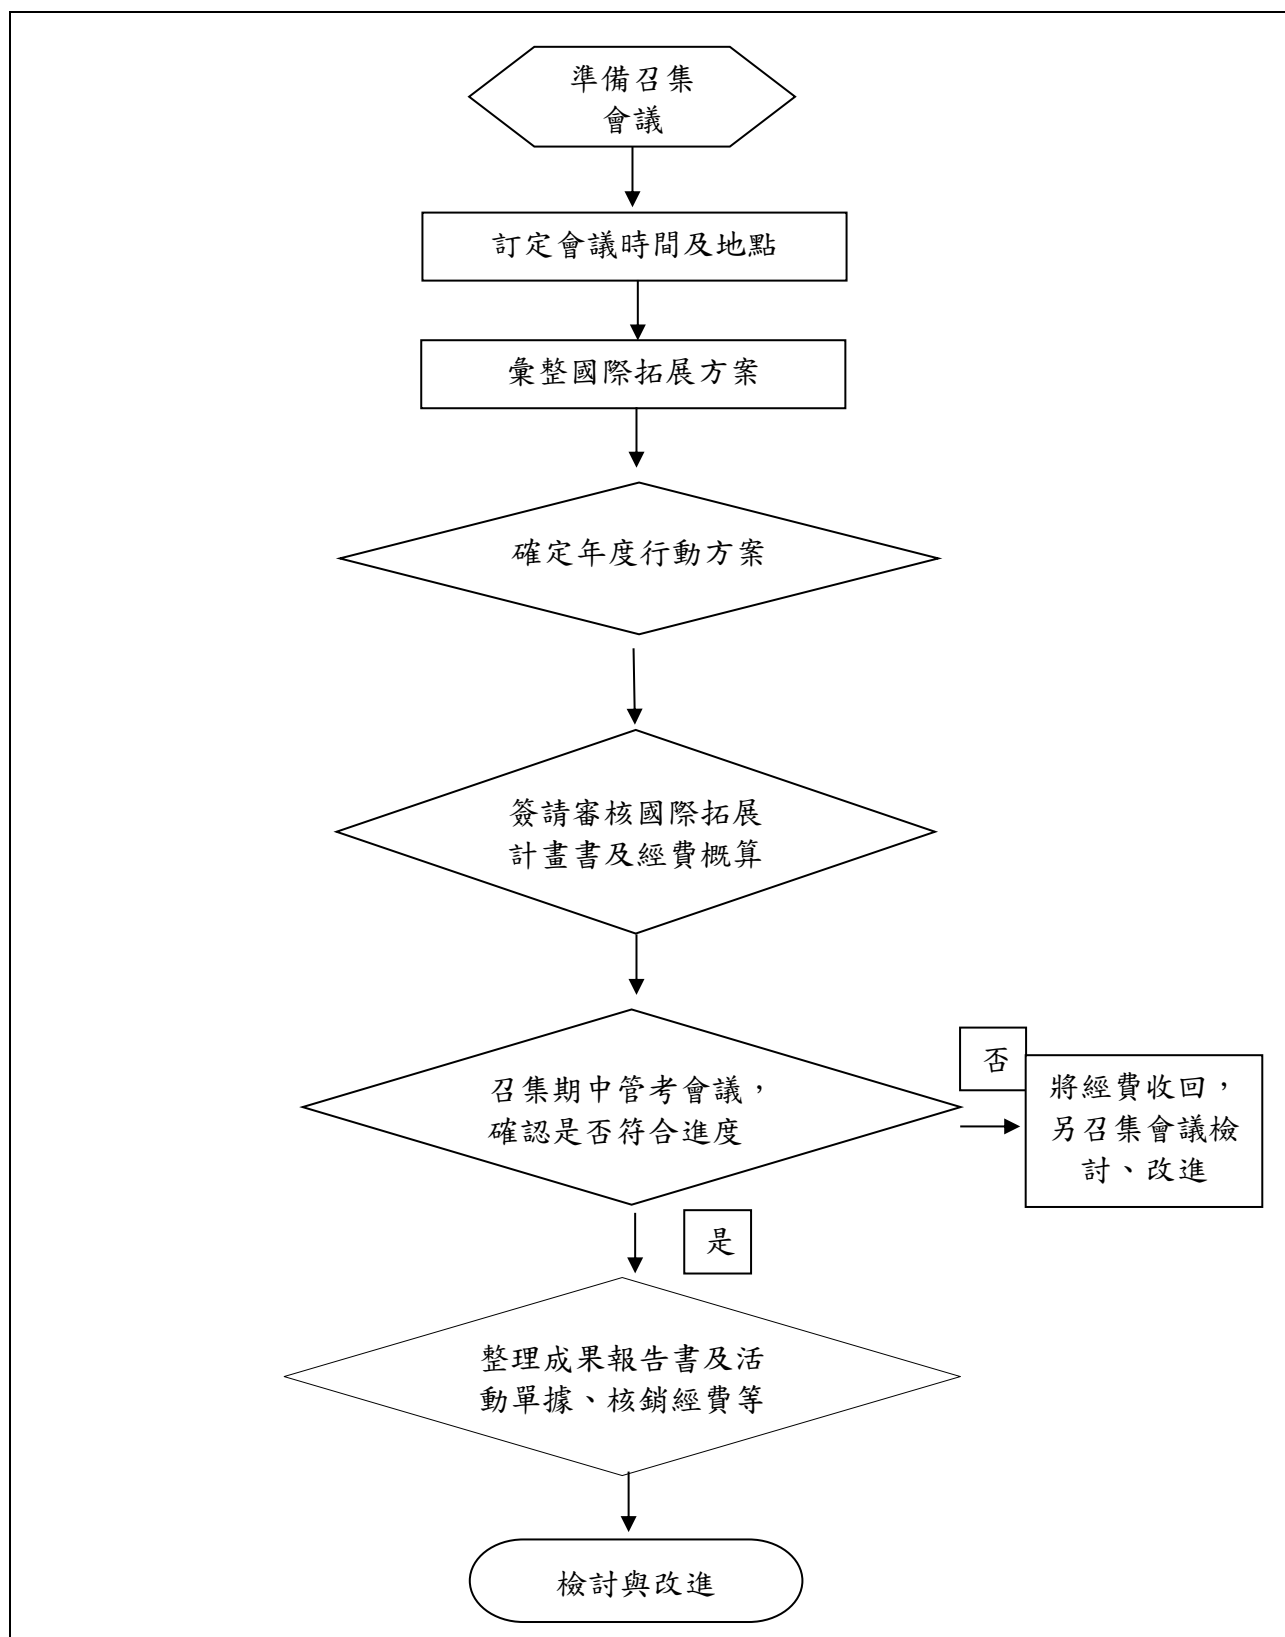 準備召集
會議
訂定會議時間及地點
彙整國際拓展方案
確定年度行動方案
簽請審核國際拓展
計畫書及經費概算
召集期中管考會議，
確認是否符合進度
否
將經費收回，
另召集會議檢
討、改進
是
整理成果報告書及活
動單據、核銷經費等
檢討與改進